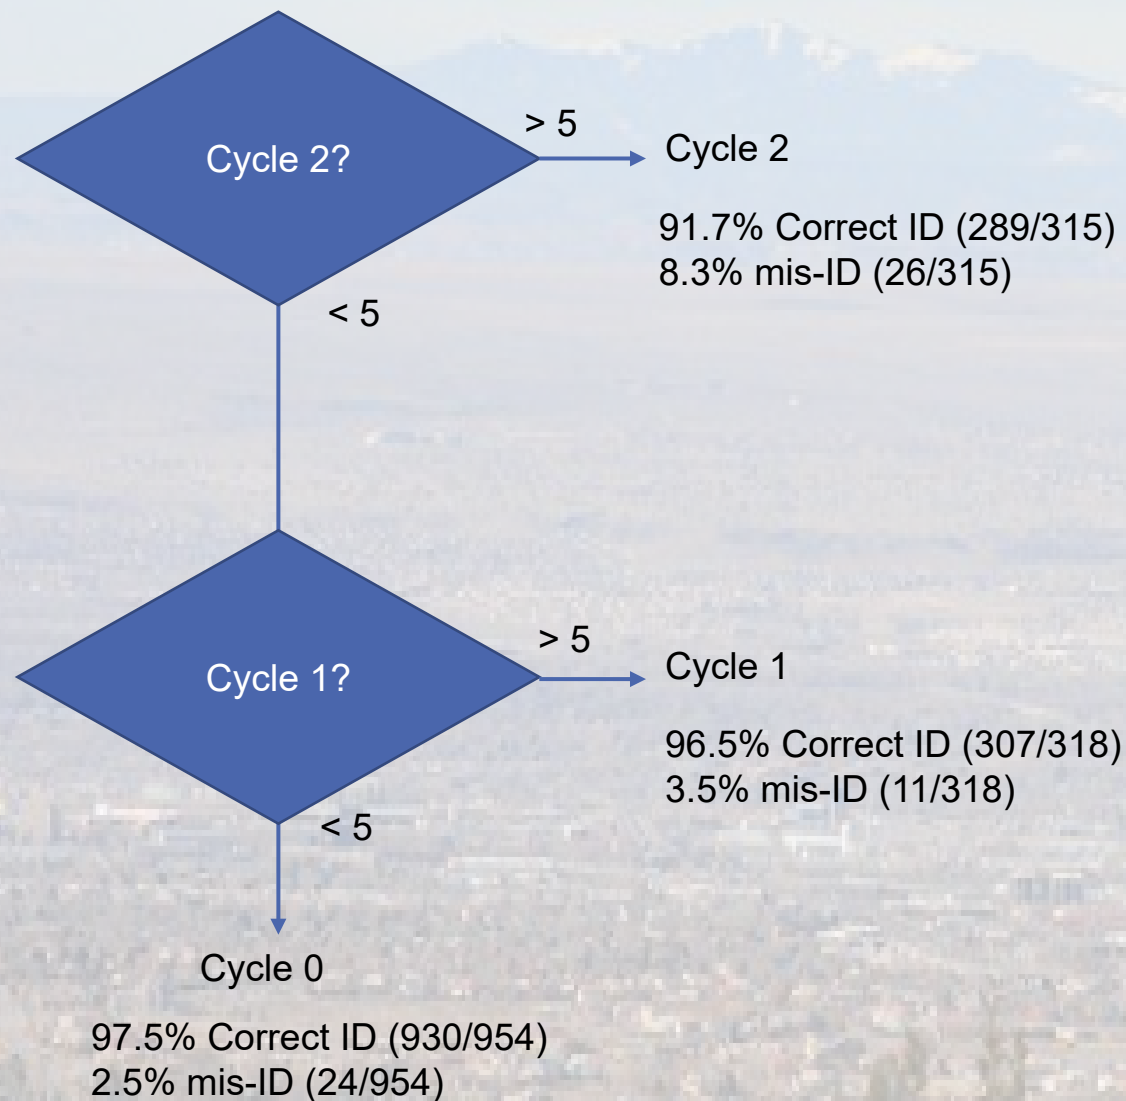 Cycle 2?
> 5
Cycle 2
91.7% Correct ID (289/315)
8.3% mis-ID (26/315)
< 5
Cycle 1?
> 5
Cycle 1
96.5% Correct ID (307/318)
3.5% mis-ID (11/318)
< 5
Cycle 0
97.5% Correct ID (930/954)
2.5% mis-ID (24/954)